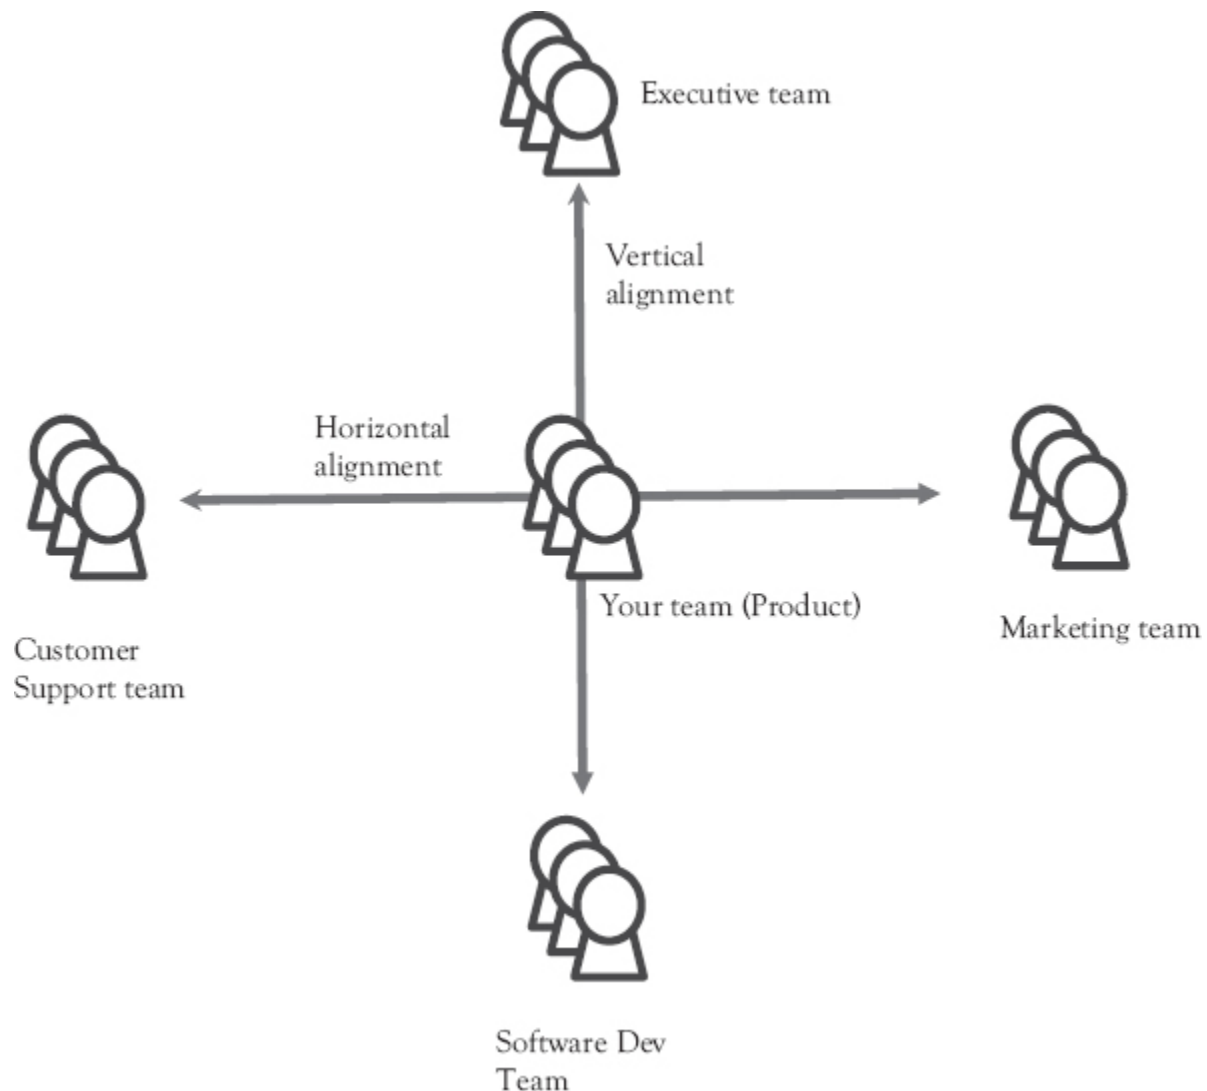 Executive team
Vertical
alignment
Horizontal
alignment
Your team (Product)
Marketing team
Customer
Support team
Software Dev
Team